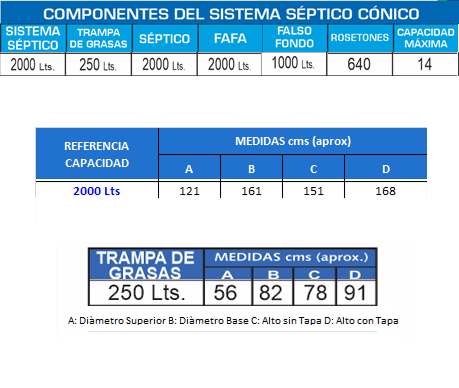 COMPONENTES DEL SISTEMA SÉPTICO CÓNICO
SISTEMA SÉPTICO TRAMPA DE GRASAS SÉPTICO FAFA FALSO FONDO ROSETONES CAPACIDAD MÁXIMA
2000 Lts. 250 Lts. 2000 Lts. 2000 Lts. 1000 Lts. 640 14
REFERENCIA CAPACIDAD MEDIDAS cms (aprox)
A B C D
2000 Lts 121 161 151 168
TRAMPA DE GRASAS MEDIDAS cms (aprox.)
A B C D
250 Lts. 56 82 78 91
A: Diàmetro Superior B: Diàmetro Base C: Alto sin Tapa D: Alto con Tapa